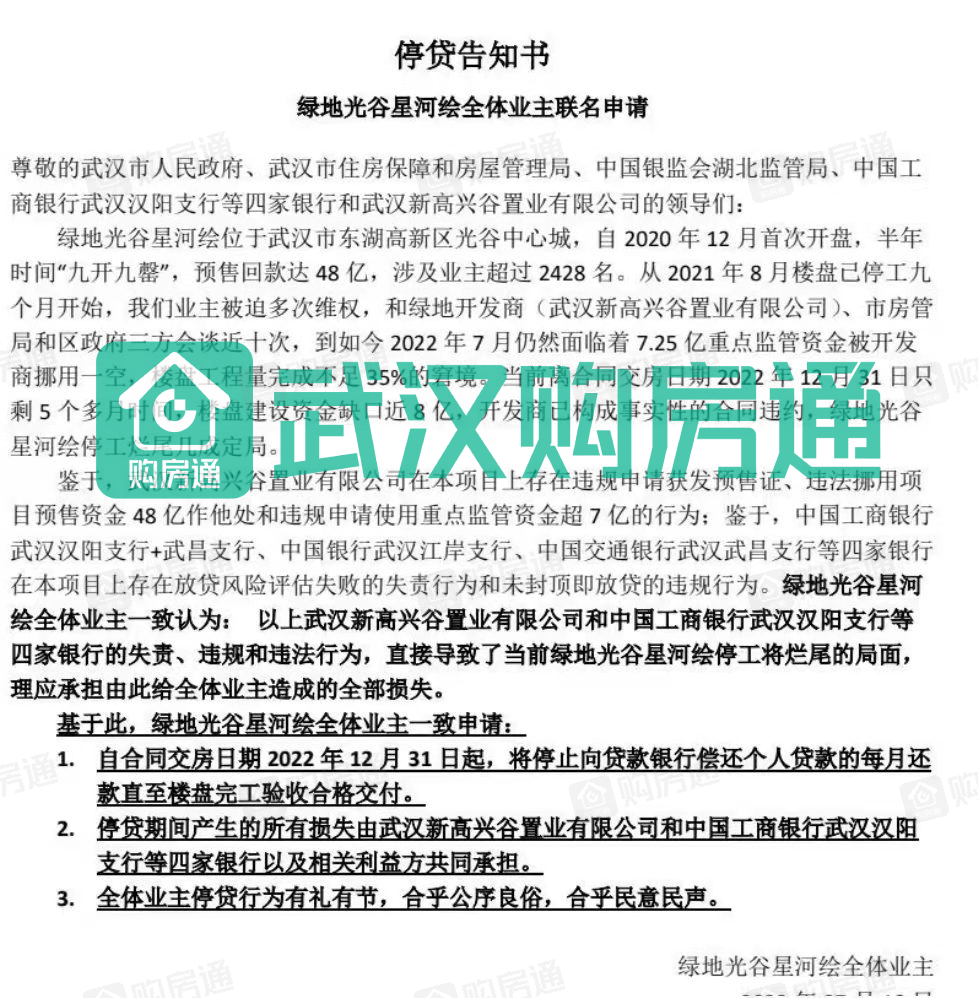 停贷告知书
绿地光谷星河绘全体业主联名申请
尊敬的武汉市人民政府、武汉市住房保障和房屋管理局、中国银监会湖北监管局、中国工
商银行武汉汉阳支行等四家银行和武汉新高兴谷置业有限公司的领导们：
绿地光谷星河绘位于武汉市东湖高新区光谷中心城，自 2020 年 12 月首次开盘，半年
时间“九开九罄”，预售回款达 48 亿，涉及业主超过 2428 名。从 2021 年 8 月楼盘已停工九
个月开始，我们业主被迫多次维权，和绿地开发商（武汉新高兴谷置业有限公司）、市房管
局和区政府三方会谈近十次，到如今 2022 年 7 月仍然面临着 7.25 亿重点监管资金被开发
商挪用一空，楼盘工程量完成不足 35%的窘境。当前离合同交房日期 2022 年 12 月 31 日只
剩 5 个多月时间，楼盘建设资金缺口近 8 亿，开发商已构成事实性的合同违约，绿地光谷
星河绘停工烂尾几成定局。
购房通
武汉购房通
鉴于，兴谷置业有限公司在本项目上存在违规申请获发预售证、违法挪用项
目预售资金 48 亿作他处和违规申请使用重点监管资金超 7 亿的行为；鉴于，中国工商银行
武汉汉阳支行+武昌支行、中国银行武汉江岸支行、中国交通银行武汉武昌支行等四家银行
在本项目上存在放贷风险评估失败的失责行为和未封顶即放贷的违规行为。绿地光谷星河
绘全体业主一致认为： 以上武汉新高兴谷置业有限公司和中国工商银行武汉汉阳支行等
四家银行的失责、违规和违法行为，直接导致了当前绿地光谷星河绘停工将烂尾的局面，
理应承担由此给全体业主造成的全部损失。
基于此，绿地光谷星河绘全体业主一致申请：
1. 自合同交房日期 2022 年 12 月 31 日起，将停止向贷款银行偿还个人贷款的每月还
款直至楼盘完工验收合格交付。
2. 停贷期间产生的所有损失由武汉新高兴谷置业有限公司和中国工商银行武汉汉阳
支行等四家银行以及相关利益方共同承担。
3. 全体业主停贷行为有礼有节，合乎公序良俗，合乎民意民声。
绿地光谷星河绘全体业主